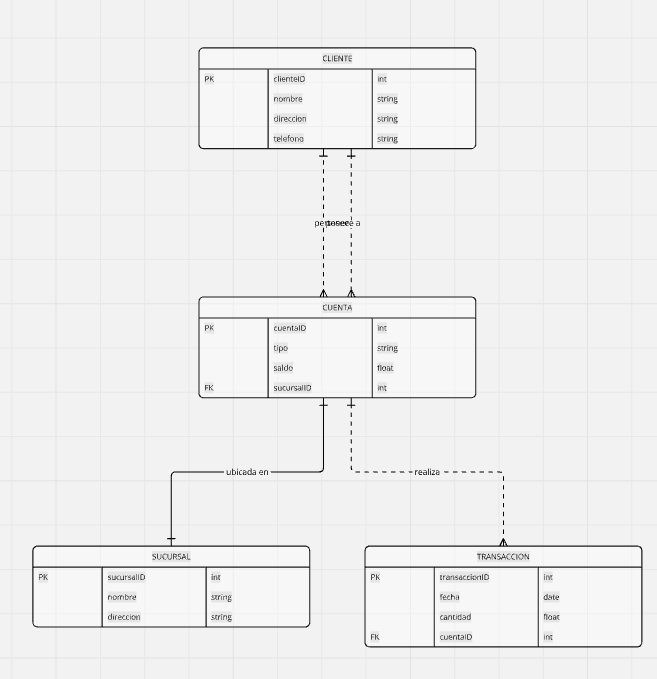 CLIENTE
PK clienteID int
nombre string
direccion string
telefono string
CUENTA
PK cuentaID int
tipo string
saldo float
FK sucursalID int
ubicada en
realiza
SUCURSAL
PK sucursalID int
nombre string
direccion string
TRANSACCION
PK transaccionID int
fecha date
cantidad float
FK cuentaID int